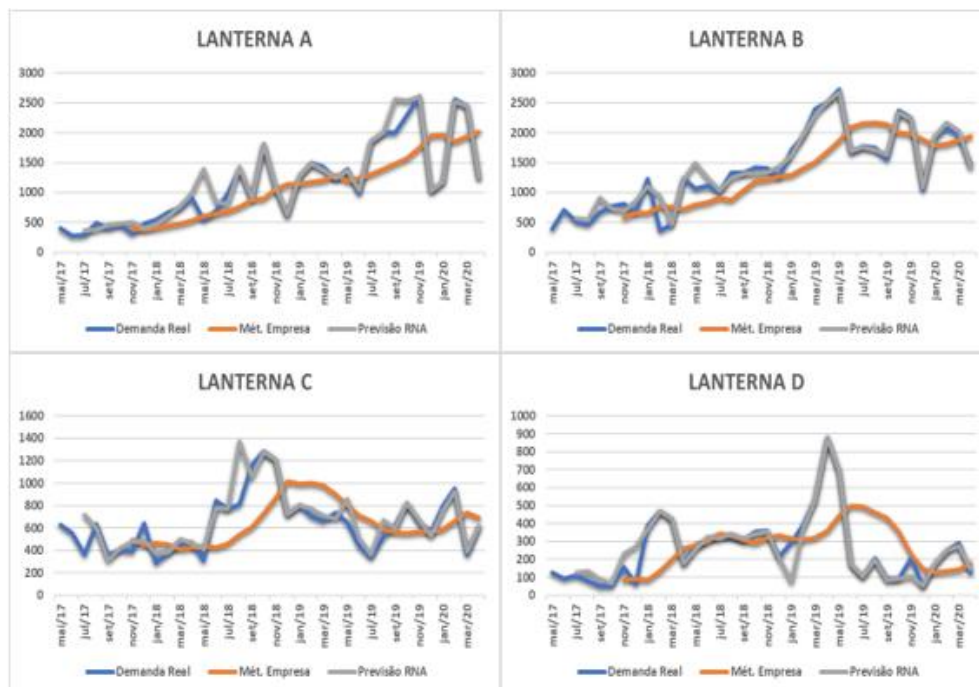 LANTERNA A
3000
2500
2000
1500
1000
500
0
mai/17
jul/17
set/17
nov/17
jan/18
mar/18
mai/18
jul/18
set/18
nov/18
jan/19
mar/19
mai/19
jul/19
set/19
nov/19
jan/20
mar/20
Demanda Real Mét. Empresa Previsão RNA
LANTERNA B
3000
2500
2000
1500
1000
500
0
mai/17
jul/17
set/17
nov/17
jan/18
mar/18
mai/18
jul/18
set/18
nov/18
jan/19
mar/19
mai/19
jul/19
set/19
nov/19
jan/20
mar/20
Demanda Real Mét. Empresa Previsão RNA
LANTERNA C
1600
1400
1200
1000
800
600
400
200
0
mai/17
jul/17
set/17
nov/17
jan/18
mar/18
mai/18
jul/18
set/18
nov/18
jan/19
mar/19
mai/19
jul/19
set/19
nov/19
jan/20
mar/20
Demanda Real Mét. Empresa Previsão RNA
LANTERNA D
1000
900
800
700
600
500
400
300
200
100
0
mai/17
jul/17
set/17
nov/17
jan/18
mar/18
mai/18
jul/18
set/18
nov/18
jan/19
mar/19
mai/19
jul/19
set/19
nov/19
jan/20
mar/20
Demanda Real Mét. Empresa Previsão RNA